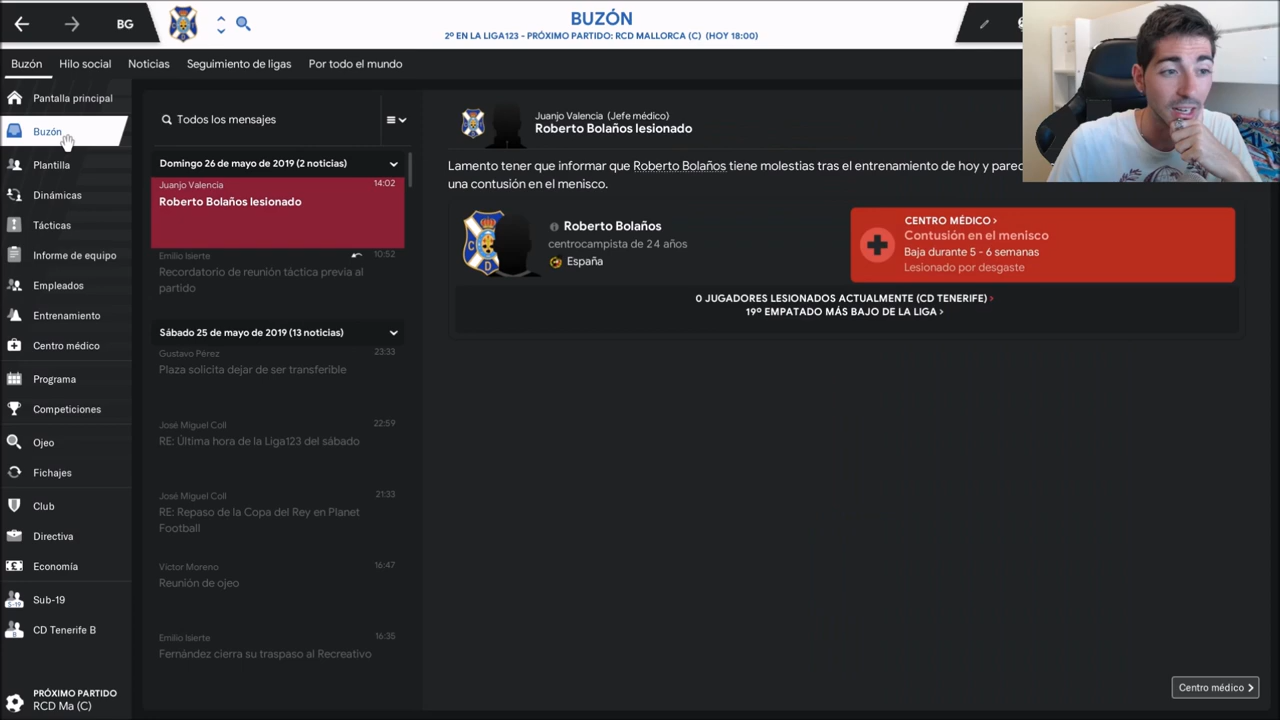 BG
BUZÓN
2º EN LA LIGA123 - PRÓXIMO PARTIDO: RCD MALLORCA (C) (HOY 18:00)
Buzón
Hilo social
Noticias
Seguimiento de ligas
Por todo el mundo
Pantalla principal
Buzón
Plantilla
Dinámicas
Tácticas
Informe de equipo
Empleados
Entrenamiento
Centro médico
Programa
Competiciones
Ojeo
Fichajes
Club
Directiva
Economía
Sub-19
CD Tenerife B
PRÓXIMO PARTIDO
RCD Ma (C)
Todos los mensajes
Domingo 26 de mayo de 2019 (2 noticias)
Juanjo Valencia 14:02
Roberto Bolaños lesionado
Emilio Isierte 10:52
Recordatorio de reunión táctica previa al
partido
Sábado 25 de mayo de 2019 (13 noticias)
Gustavo Pérez 23:33
Plaza solicita dejar de ser transferible
José Miguel Coll 22:59
RE: Última hora de la Liga123 del sábado
José Miguel Coll 21:33
RE: Repaso de la Copa del Rey en Planet
Football
Víctor Moreno 16:47
Reunión de ojeo
Emilio Isierte 16:35
Fernández cierra su traspaso al Recreativo
Juanjo Valencia (Jefe médico)
Roberto Bolaños lesionado
Lamento tener que informar que Roberto Bolaños tiene molestias tras el entrenamiento de hoy y parec
una contusión en el menisco.
Roberto Bolaños
centrocampista de 24 años
España
CENTRO MÉDICO >
Contusión en el menisco
Baja durante 5 - 6 semanas
Lesionado por desgaste
0 JUGADORES LESIONADOS ACTUALMENTE (CD TENERIFE) >
19º EMPATADO MÁS BAJO DE LA LIGA >
Centro médico >